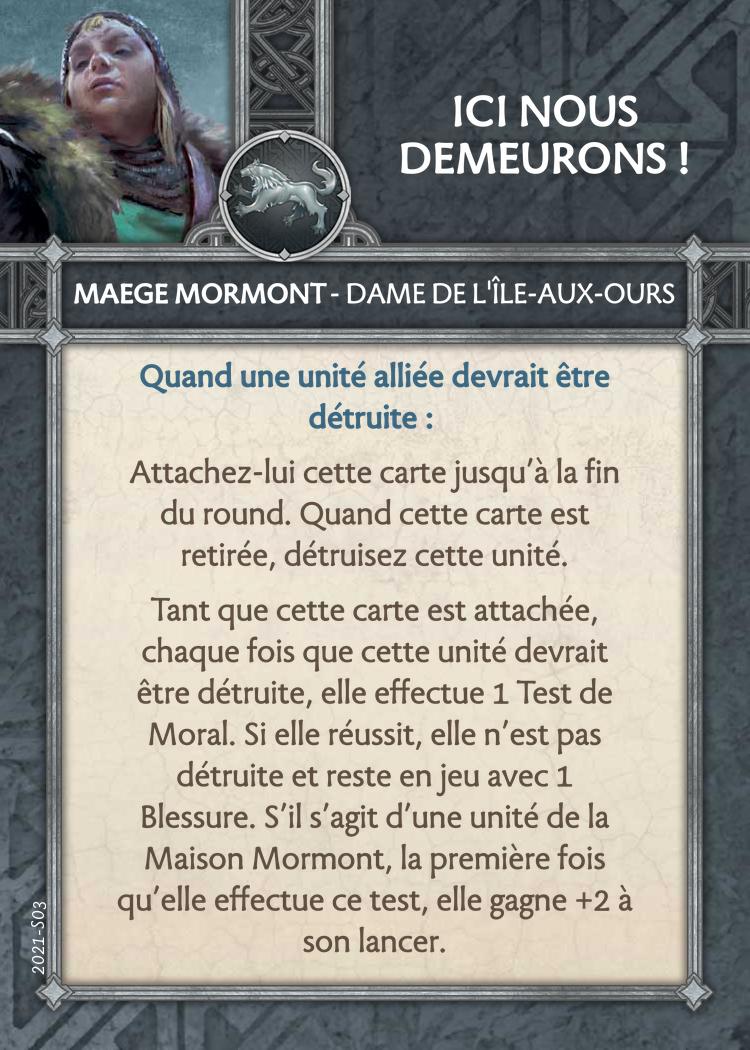 ICI NOUS
DEMEURONS !
MAEGE MORMONT - DAME DE L'ÎLE-AUX-OURS
Quand une unité alliée devrait être
détruite :
Attachez-lui cette carte jusqu’à la fin
du round. Quand cette carte est
retirée, détruisez cette unité.
Tant que cette carte est attachée,
chaque fois que cette unité devrait
être détruite, elle effectue 1 Test de
Moral. Si elle réussit, elle n’est pas
détruite et reste en jeu avec 1
Blessure. S’il s’agit d’une unité de la
Maison Mormont, la première fois
qu’elle effectue ce test, elle gagne +2 à
son lancer.
2021-S03